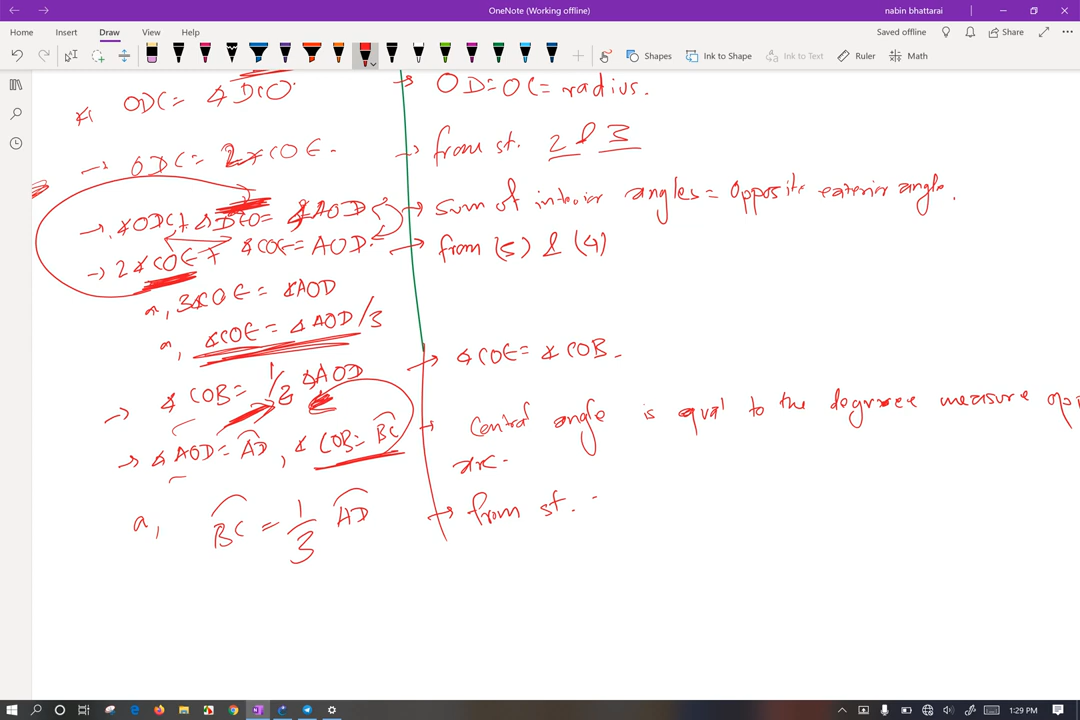 OneNote (Working offline)
nabin bhattarai
Home Insert Draw View Help
Saved offline
Share
Shapes Ink to Shape Ink to Text Ruler Math
ODC = ∡DCO.
→ OD=OC= radius.
→ ODC = 2∡COE.
→ from st. 2 & 3
→ ∡ODC + ∡DCO = ∡AOD
→ Sum of interior angles = Opposite exterior angle.
→ 2∡COE + ∡COE = AOD.
→ from (5) & (4)
3∡COE = ∡AOD
∡COE = ∡AOD/3
→ ∡COE = ∡COB.
→ ∡COB = 1/3 ∡AOD
→ ∡AOD = AD, ∡COB = BC
→ Central angle is equal to the degree measure opp
arc.
BC = 1/3 AD
→ from st.
1:29 PM